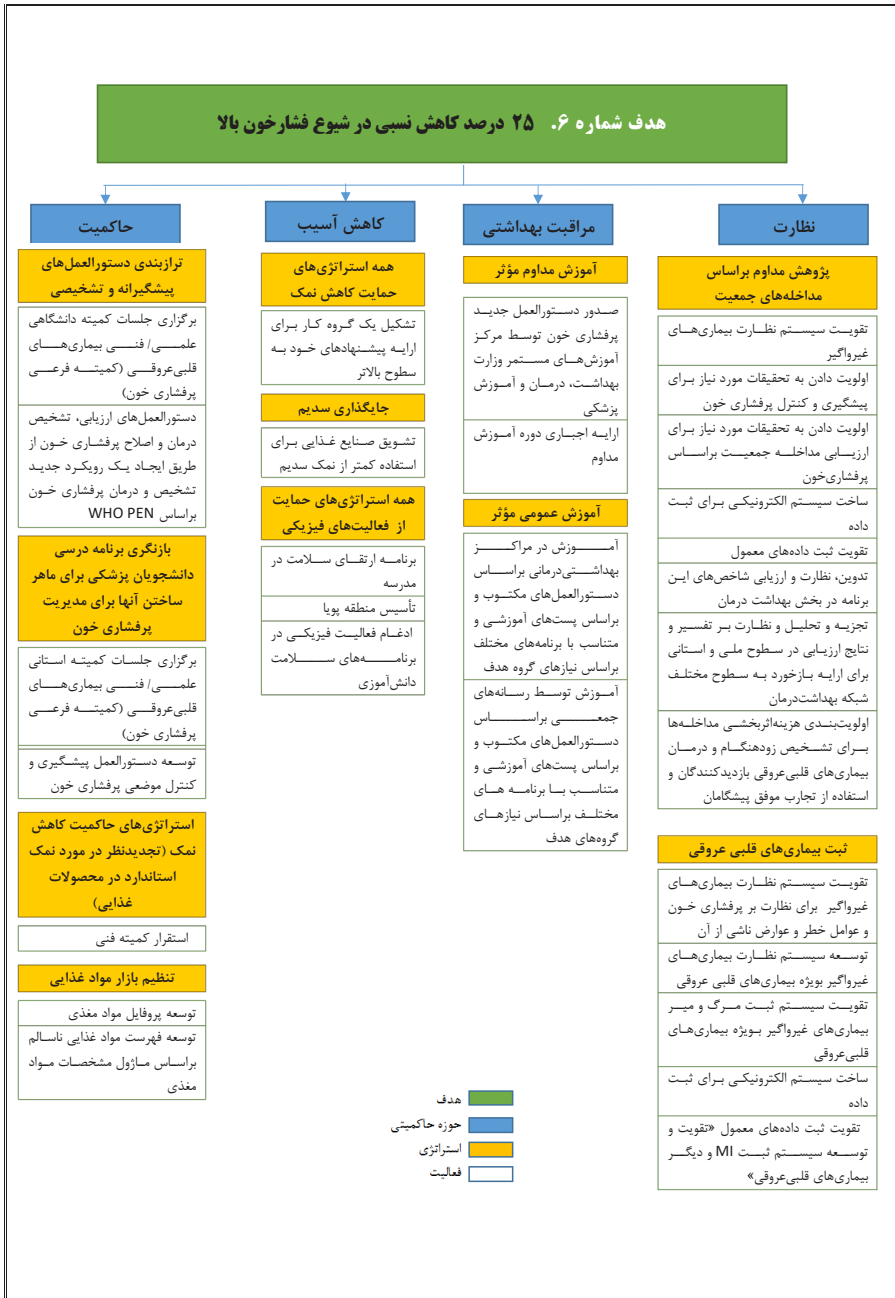 هدف شماره ۶. ۲۵ درصد کاهش نسبی در شیوع فشارخون بالا
نظارت
پژوهش مداوم براساس
مداخله‌های جمعیت
تقویت سیستم نظارت بیماری‌های
غیرواگیر
اولویت دادن به تحقیقات مورد نیاز برای
پیشگیری و کنترل پرفشاری خون
اولویت دادن به تحقیقات مورد نیاز برای
ارزیابی مداخله جمعیت براساس
پرفشاری‌خون
ساخت سیستم الکترونیکی برای ثبت
داده
تقویت ثبت داده‌های معمول
تدوین، نظارت و ارزیابی شاخص‌های این
برنامه در بخش بهداشت درمان
تجزیه و تحلیل و نظارت بر تفسیر و
نتایج ارزیابی در سطوح ملی و استانی
برای ارایه بازخورد به سطوح مختلف
شبکه بهداشت‌درمان
اولویت‌بندی هزینه‌اثربخشی مداخله‌ها
برای تشخیص زودهنگام و درمان
بیماری‌های قلبی‌عروقی بازدیدکنندگان و
استفاده از تجارب موفق پیشگامان
ثبت بیماری‌های قلبی عروقی
تقویت سیستم نظارت بیماری‌های
غیرواگیر برای نظارت بر پرفشاری خون
و عوامل خطر و عوارض ناشی از آن
توسعه سیستم نظارت بیماری‌های
غیرواگیر بویژه بیماری‌های قلبی عروقی
تقویت سیستم ثبت مرگ و میر
بیماری‌های غیرواگیر بویژه بیماری‌های
قلبی‌عروقی
ساخت سیستم الکترونیکی برای ثبت
داده
تقویت ثبت داده‌های معمول «تقویت و
توسعه سیستم ثبت MI و دیگر
بیماری‌های قلبی‌عروقی»
مراقبت بهداشتی
آموزش مداوم مؤثر
صدور دستورالعمل جدید
پرفشاری خون توسط مرکز
آموزش‌های مستمر وزارت
بهداشت، درمان و آموزش
پزشکی
ارایه اجباری دوره آموزش
مداوم
آموزش عمومی مؤثر
آموزش در مراکز
بهداشتی‌درمانی براساس
دستورالعمل‌های مکتوب و
براساس پست‌های آموزشی و
متناسب با برنامه‌های مختلف
براساس نیازهای گروه هدف
آموزش توسط رسانه‌های
جمعی براساس
دستورالعمل‌های مکتوب و
براساس پست‌های آموزشی و
متناسب با برنامه های
مختلف براساس نیازهای
گروه‌های هدف
کاهش آسیب
همه استراتژی‌های
حمایت کاهش نمک
تشکیل یک گروه کار برای
ارایه پیشنهادهای خود به
سطوح بالاتر
جایگذاری سدیم
تشویق صنایع غذایی برای
استفاده کمتر از نمک سدیم
همه استراتژی‌های حمایت
از فعالیت‌های فیزیکی
برنامه ارتقای سلامت در
مدرسه
تأسیس منطقه پویا
ادغام فعالیت فیزیکی در
برنامه‌های سلامت
دانش‌آموزی
حاکمیت
ترازبندی دستورالعمل‌های
پیشگیرانه و تشخیصی
برگزاری جلسات کمیته دانشگاهی
علمی/ فنی بیماری‌های
قلبی‌عروقی (کمیته فرعی
پرفشاری خون)
دستورالعمل‌های ارزیابی، تشخیص
درمان و اصلاح پرفشاری خون از
طریق ایجاد یک رویکرد جدید
تشخیص و درمان پرفشاری خون
براساس WHO PEN
بازنگری برنامه درسی
دانشجویان پزشکی برای ماهر
ساختن آنها برای مدیریت
پرفشاری خون
برگزاری جلسات کمیته استانی
علمی/ فنی بیماری‌های
قلبی‌عروقی (کمیته فرعی
پرفشاری خون)
توسعه دستورالعمل پیشگیری و
کنترل موضعی پرفشاری خون
استراتژی‌های حاکمیت کاهش
نمک (تجدیدنظر در مورد نمک
استاندارد در محصولات
غذایی)
استقرار کمیته فنی
تنظیم بازار مواد غذایی
توسعه پروفایل مواد مغذی
توسعه فهرست مواد غذایی ناسالم
براساس ماژول مشخصات مواد
مغذی
هدف
حوزه حاکمیتی
استراتژی
فعالیت